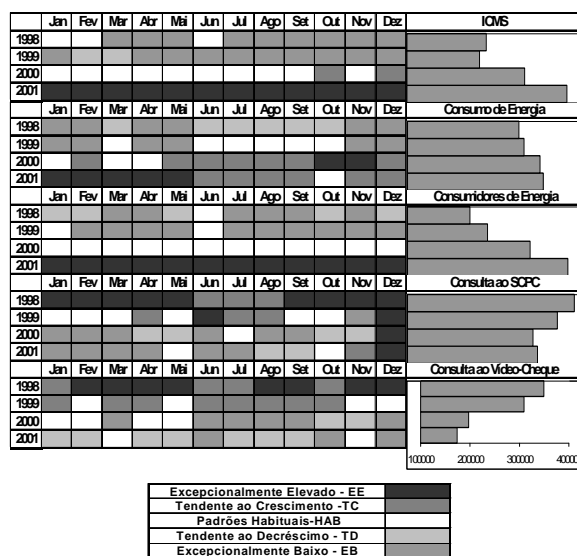 Jan Fev Mar Abr Mai Jun Jul Ago Set Out Nov Dez ICMS
1998
1999
2000
2001
Jan Fev Mar Abr Mai Jun Jul Ago Set Out Nov Dez Consumo de Energia
1998
1999
2000
2001
Jan Fev Mar Abr Mai Jun Jul Ago Set Out Nov Dez Consumidores de Energia
1998
1999
2000
2001
Jan Fev Mar Abr Mai Jun Jul Ago Set Out Nov Dez Consulta ao SCPC
1998
1999
2000
2001
Jan Fev Mar Abr Mai Jun Jul Ago Set Out Nov Dez Consulta ao Vídeo-Cheque
1998
1999
2000
2001
100000 200000 300000 40000
Excepcionalmente Elevado - EE
Tendente ao Crescimento -TC
Padrões Habituais-HAB
Tendente ao Decréscimo - TD
Excepcionalmente Baixo - EB